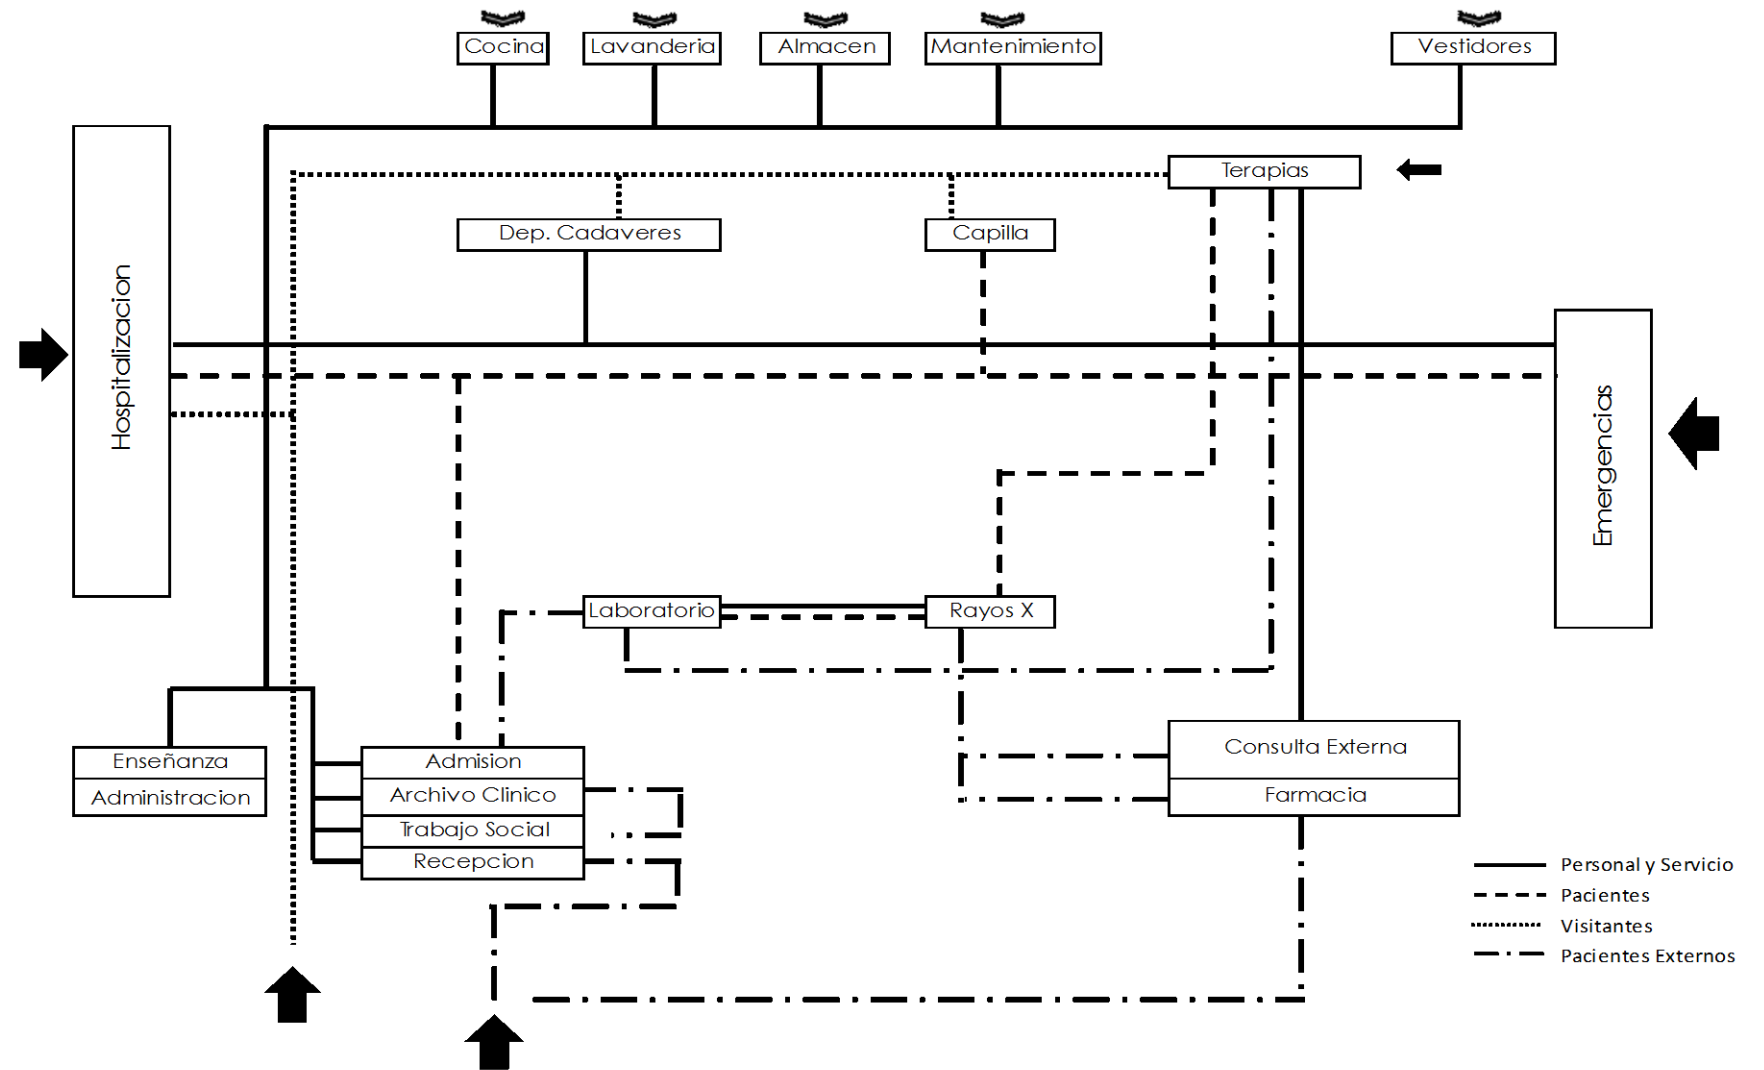 Cocina
Lavanderia
Almacen
Mantenimiento
Vestidores
Terapias
Dep. Cadaveres
Capilla
Hospitalizacion
Emergencias
Laboratorio
Rayos X
Enseñanza
Administracion
Admision
Archivo Clinico
Trabajo Social
Recepcion
Consulta Externa
Farmacia
Personal y Servicio
Pacientes
Visitantes
Pacientes Externos